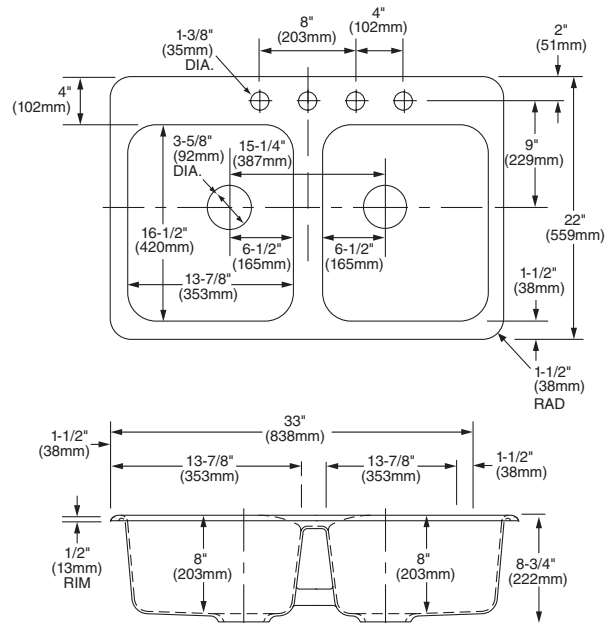 8"
(203mm)
4"
(102mm)
1-3/8"
(35mm)
DIA.
2"
(51mm)
4"
(102mm)
3-5/8"
(92mm)
DIA.
15-1/4"
(387mm)
9"
(229mm)
16-1/2"
(420mm)
6-1/2"
(165mm)
6-1/2"
(165mm)
22"
(559mm)
13-7/8"
(353mm)
1-1/2"
(38mm)
1-1/2"
(38mm)
RAD
33"
(838mm)
1-1/2"
(38mm)
13-7/8"
(353mm)
13-7/8"
(353mm)
1-1/2"
(38mm)
1/2"
(13mm)
RIM
8"
(203mm)
8"
(203mm)
8-3/4"
(222mm)